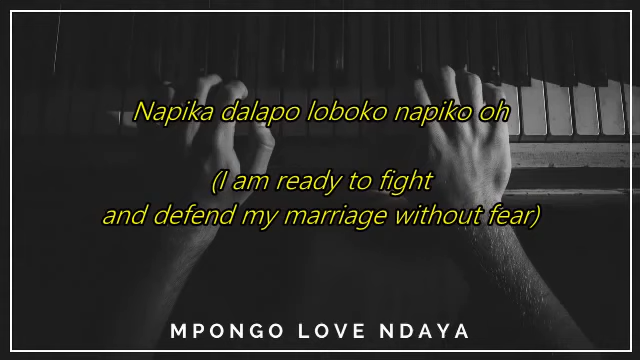 Napika dalapo loboko napiko oh
(I am ready to fight
and defend my marriage without fear)
MPONGO LOVE NDAYA